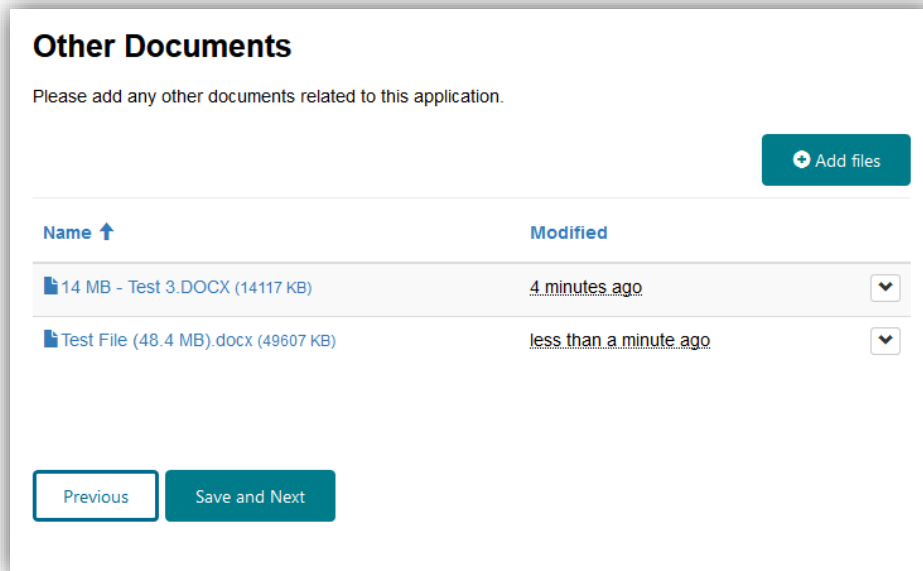 Other Documents
Please add any other documents related to this application.
Add files
Name Modified
14 MB - Test 3.DOCX (14117 KB) 4 minutes ago
Test File (48.4 MB).docx (49607 KB) less than a minute ago
Previous Save and Next